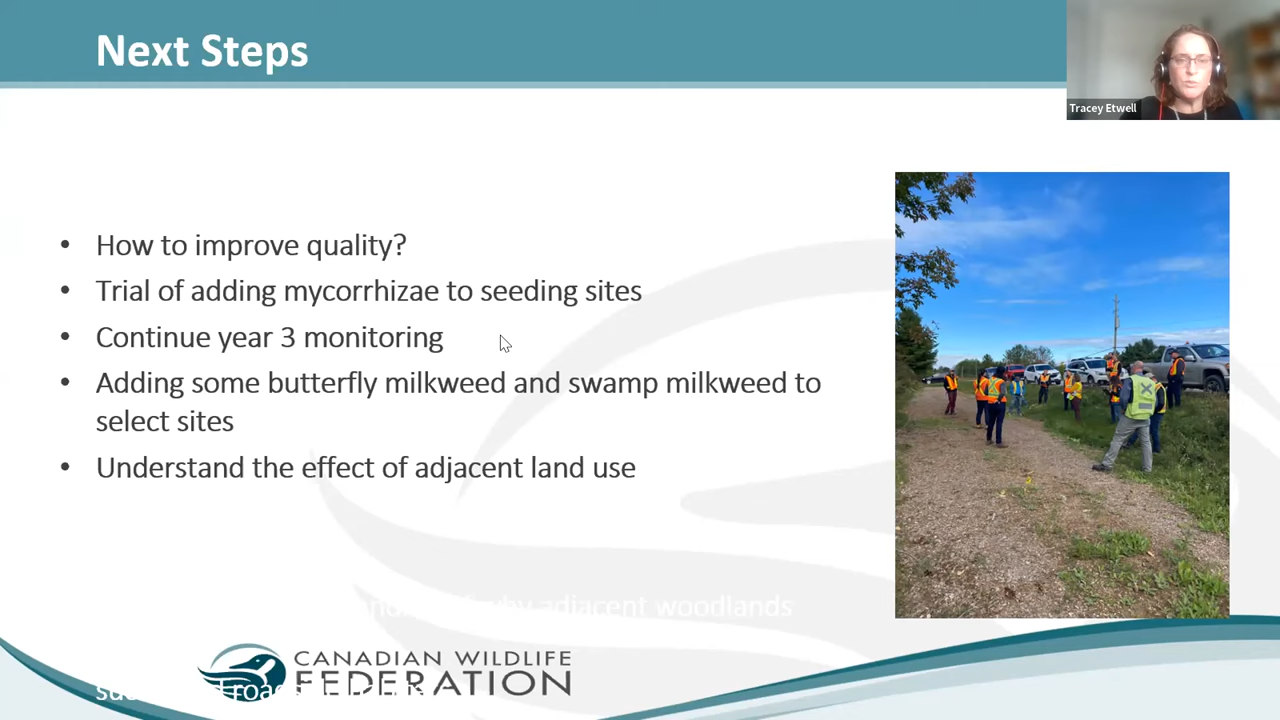 Next Steps
Tracey Etwell
• How to improve quality?
• Trial of adding mycorrhizae to seeding sites
• Continue year 3 monitoring
• Adding some butterfly milkweed and swamp milkweed to
select sites
• Understand the effect of adjacent land use
adjacent woodlands
CANADIAN WILDLIFE
FEDERATION